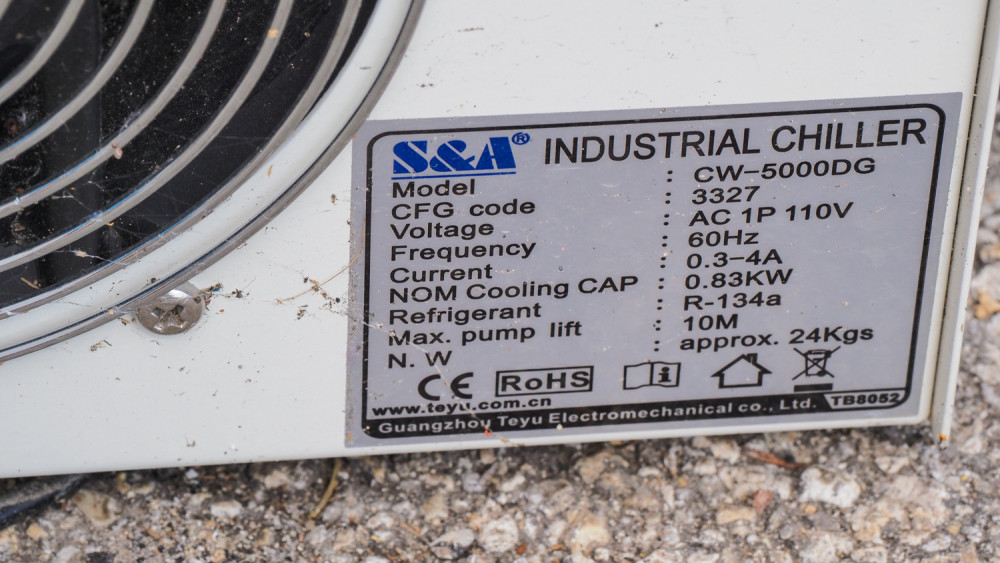 S&A® INDUSTRIAL CHILLER
Model : CW-5000DG
CFG code : 3327
Voltage : AC 1P 110V
Frequency : 60Hz
Current : 0.3-4A
NOM Cooling CAP : 0.83KW
Refrigerant : R-134a
Max. pump lift : 10M
N. W : approx. 24Kgs
CE RoHS i
www.teyu.com.cn
Guangzhou Teyu Electromechanical co., Ltd. TB8052